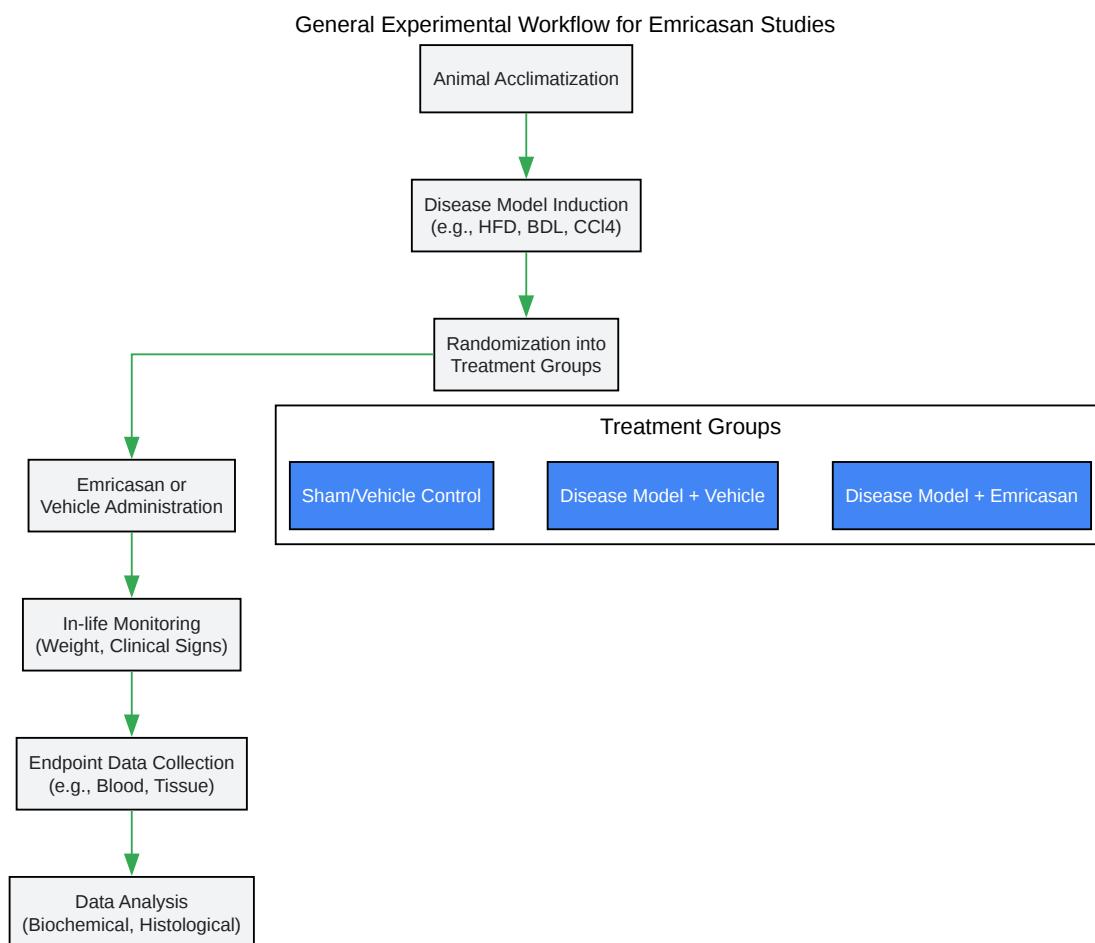 General Experimental Workflow for Emricasan Studies
Animal Acclimatization
Disease Model Induction
(e.g., HFD, BDL, CCl4)
Randomization into
Treatment Groups
Treatment Groups
Sham/Vehicle Control
Disease Model + Vehicle
Disease Model + Emricasan
Emricasan or
Vehicle Administration
In-life Monitoring
(Weight, Clinical Signs)
Endpoint Data Collection
(e.g., Blood, Tissue)
Data Analysis
(Biochemical, Histological)